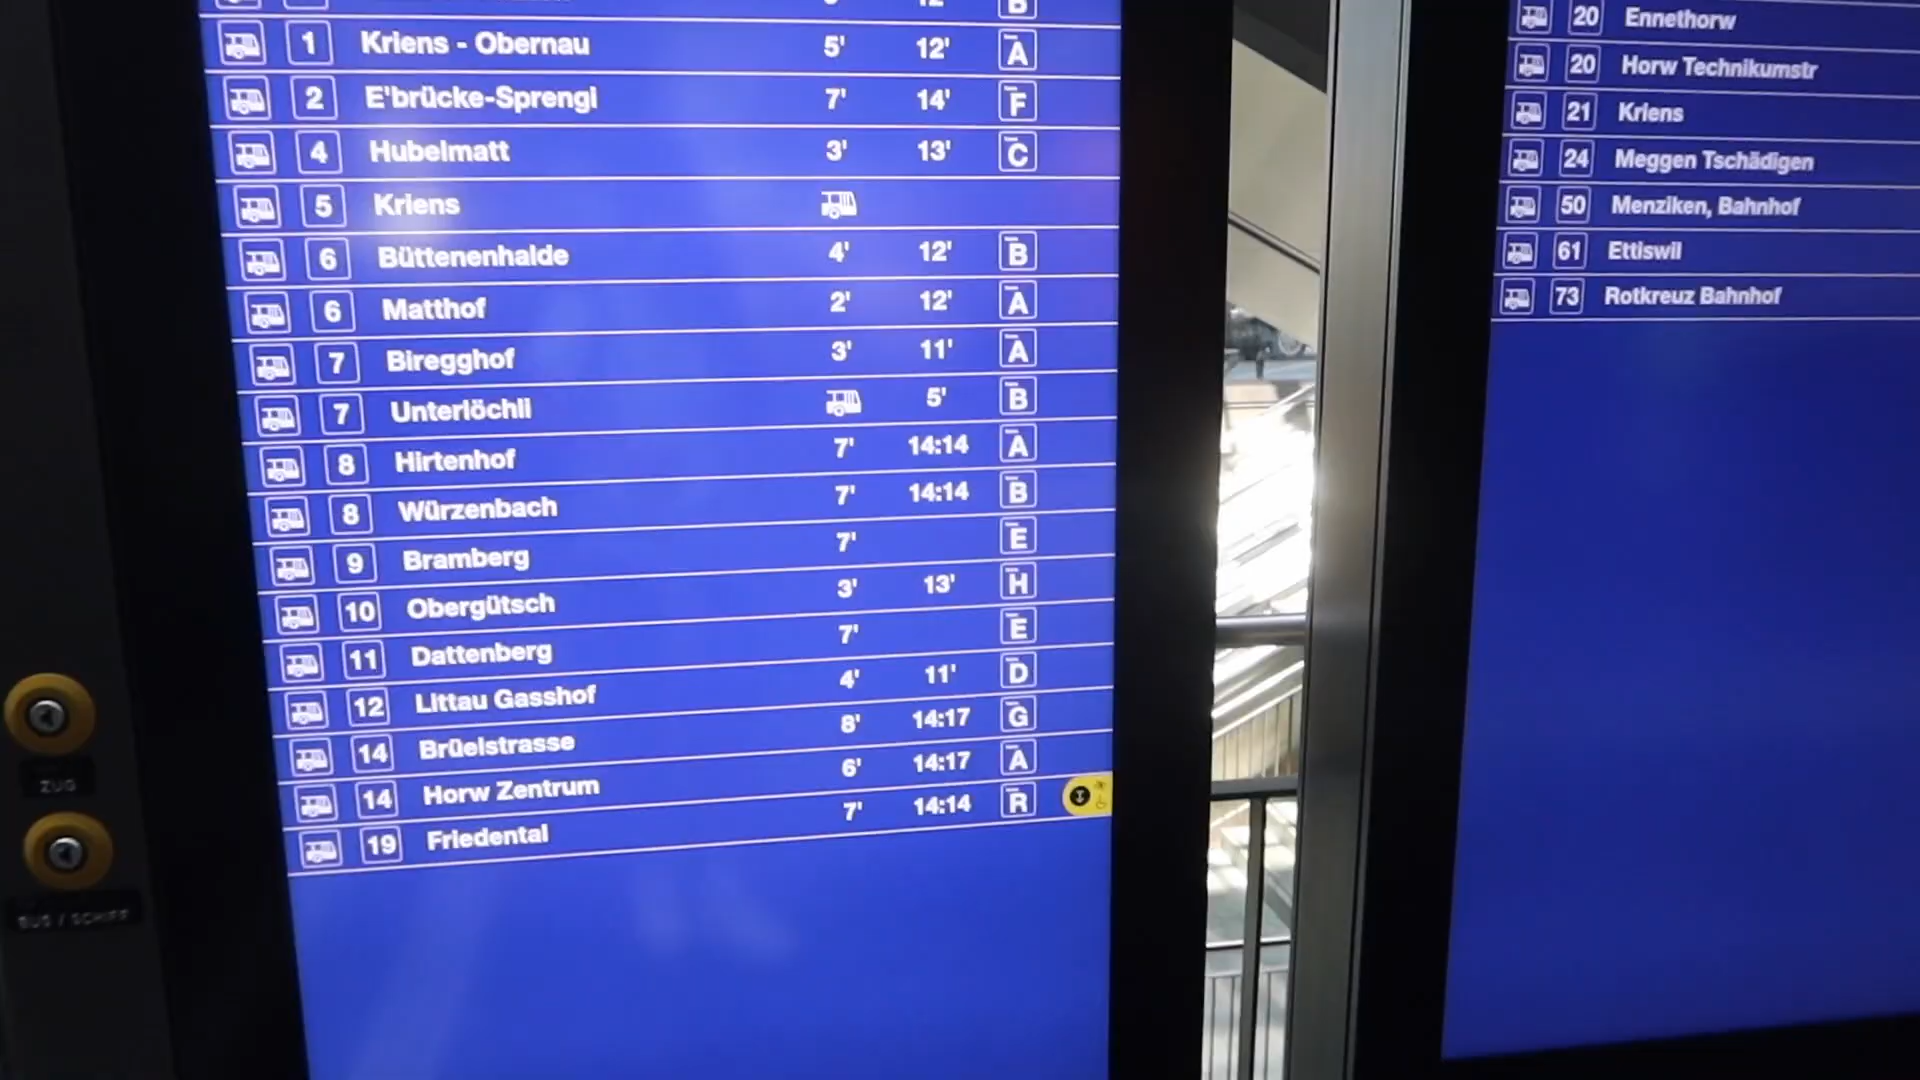 12' B
1 Kriens - Obernau 5' 12' A
2 E'brücke-Sprengi 7' 14' F
4 Hubelmatt 3' 13' C
5 Kriens
6 Büttenenhalde 4' 12' B
6 Matthof 2' 12' A
7 Biregghof 3' 11' A
7 Unterlöchli 5' B
8 Hirtenhof 7' 14:14 A
8 Würzenbach 7' 14:14 B
9 Bramberg 7' E
10 Obergütsch 3' 13' H
11 Dattenberg 7' E
12 Littau Gasshof 4' 11' D
14 Brüelstrasse 8' 14:17 G
14 Horw Zentrum 6' 14:17 A
19 Friedental 7' 14:14 R
ZUG
BUS / SCHIFF
20 Ennethorw
20 Horw Technikumstr
21 Kriens
24 Meggen Tschädigen
50 Menziken, Bahnhof
61 Ettiswil
73 Rotkreuz Bahnhof